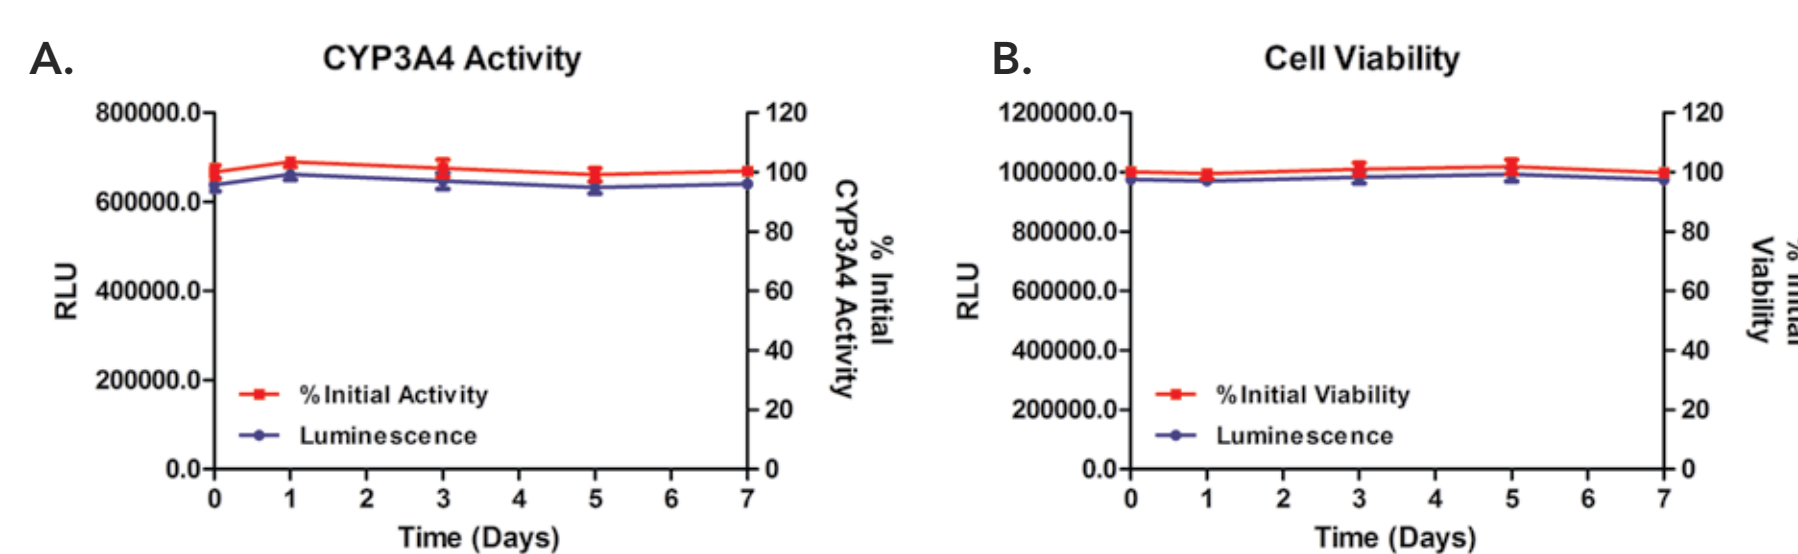 A.
CYP3A4 Activity
800000.0
600000.0
400000.0
200000.0
0.0
RLU
120
100
80
60
40
20
0
% Initial
CYP3A4 Activity
%Initial Activity
Luminescence
0 1 2 3 4 5 6 7
Time (Days)
B.
Cell Viability
1200000.0
1000000.0
800000.0
600000.0
400000.0
200000.0
0.0
RLU
120
100
80
60
40
20
0
% Initial
Viability
%Initial Viability
Luminescence
0 1 2 3 4 5 6 7
Time (Days)